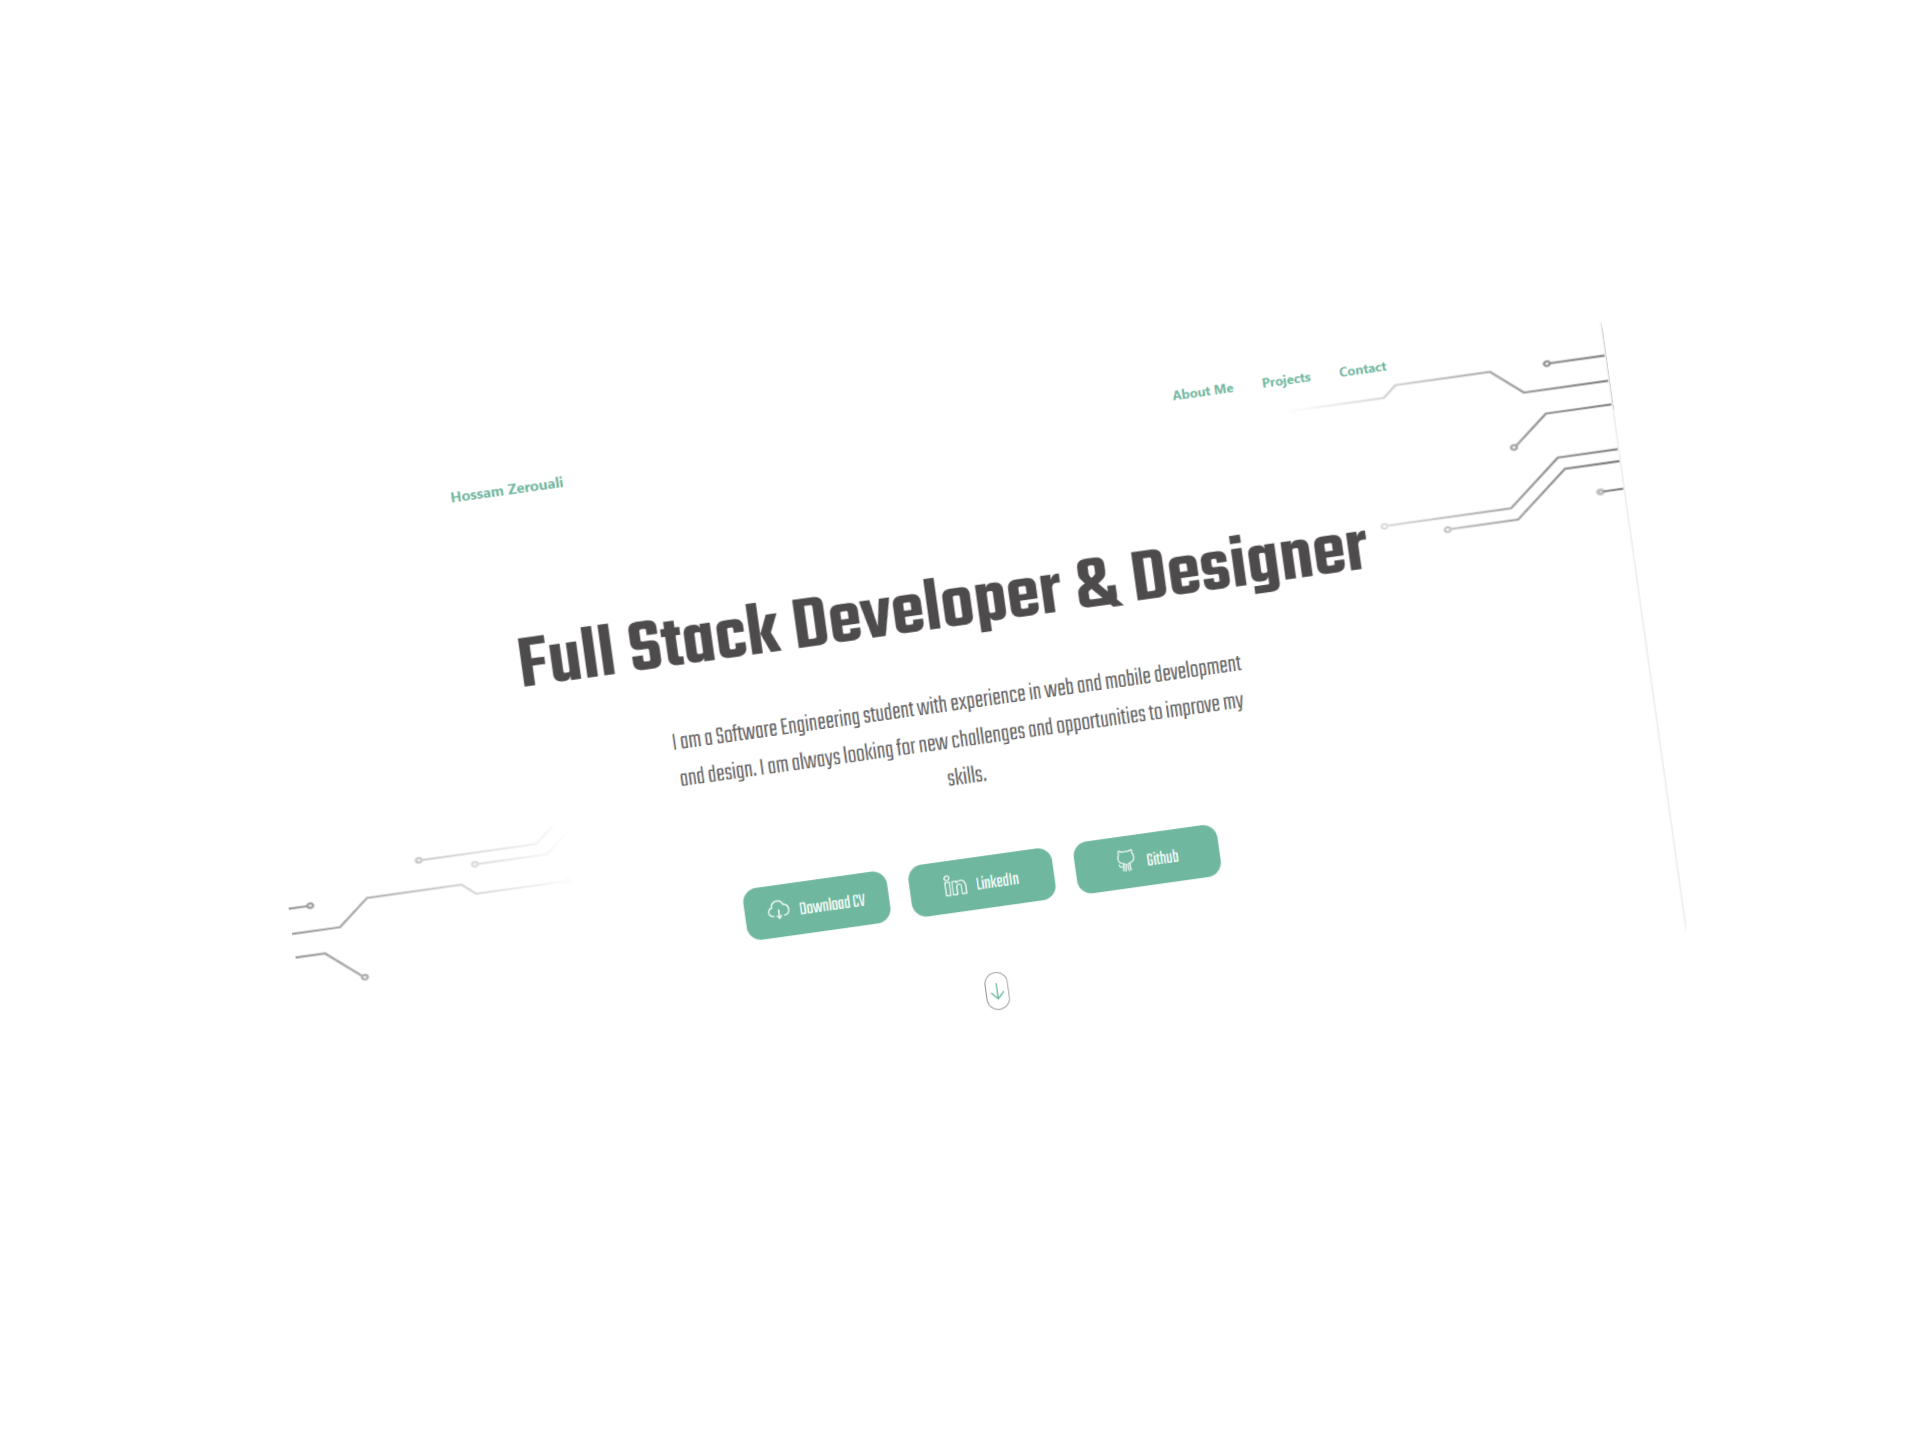 Hossam Zerouali
About Me Projects Contact
Full Stack Developer & Designer
I am a Software Engineering student with experience in web and mobile development
and design. I am always looking for new challenges and opportunities to improve my
skills.
Download CV
LinkedIn
Github